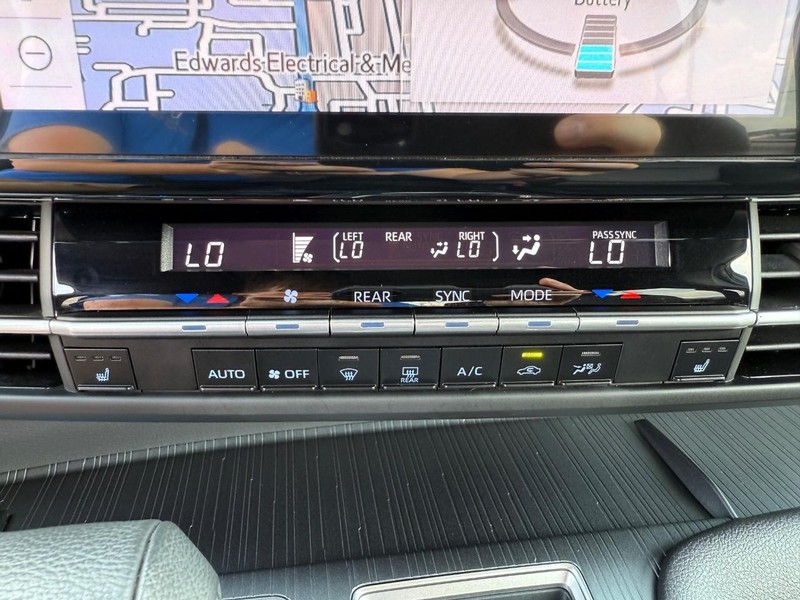 Battery
Edwards Electrical & Me
LO LEFT LO REAR RIGHT LO PASS SYNC LO
REAR SYNC MODE
AUTO OFF REAR A/C